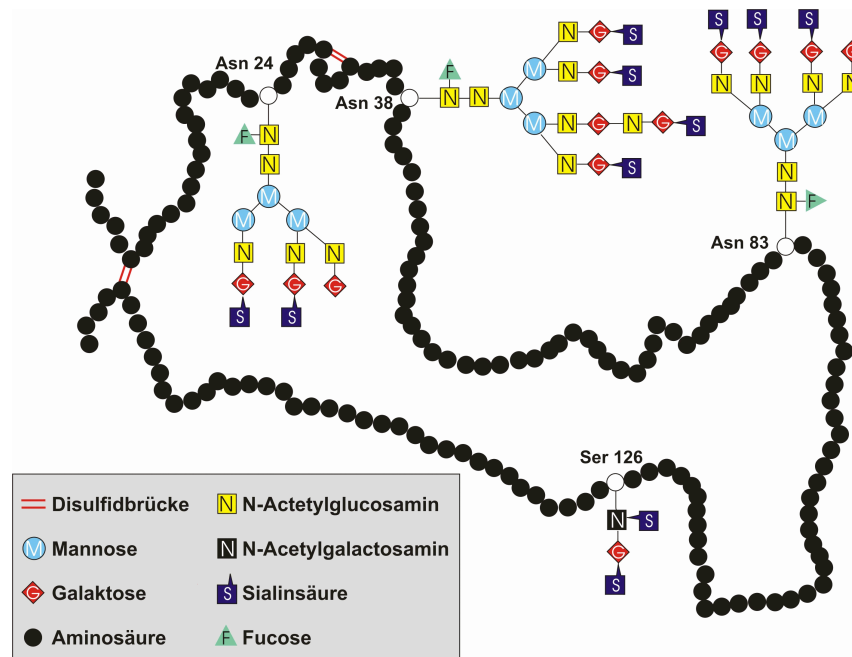 Asn 24
F N
N
M
M M
N N N
G G G
S S
Asn 38
N G S
F
M N G S
N N M
M N G N G S
N G S
S S S
G G G
N N N N
M M
M
N
N F
Asn 83
Ser 126
N S
G
S
Disulfidbrücke
N N-Actetylglucosamin
M Mannose
N N-Acetylgalactosamin
G Galaktose
S Sialinsäure
Aminosäure
F Fucose